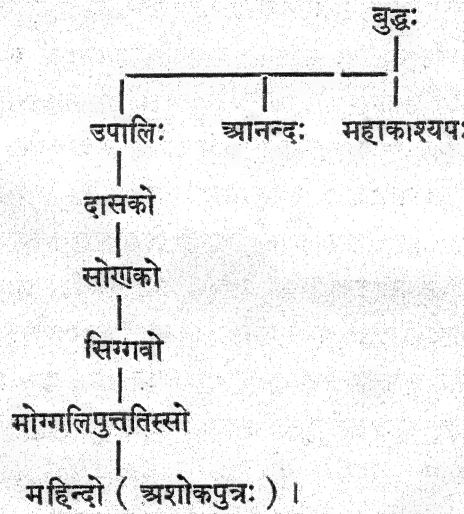 बुद्धः
उपालिः आनन्दः महाकाश्यपः
दासको
सोणको
सिग्गवो
मोग्गलिपुत्ततिस्सो
महिन्दो ( अशोकपुत्रः ) ।